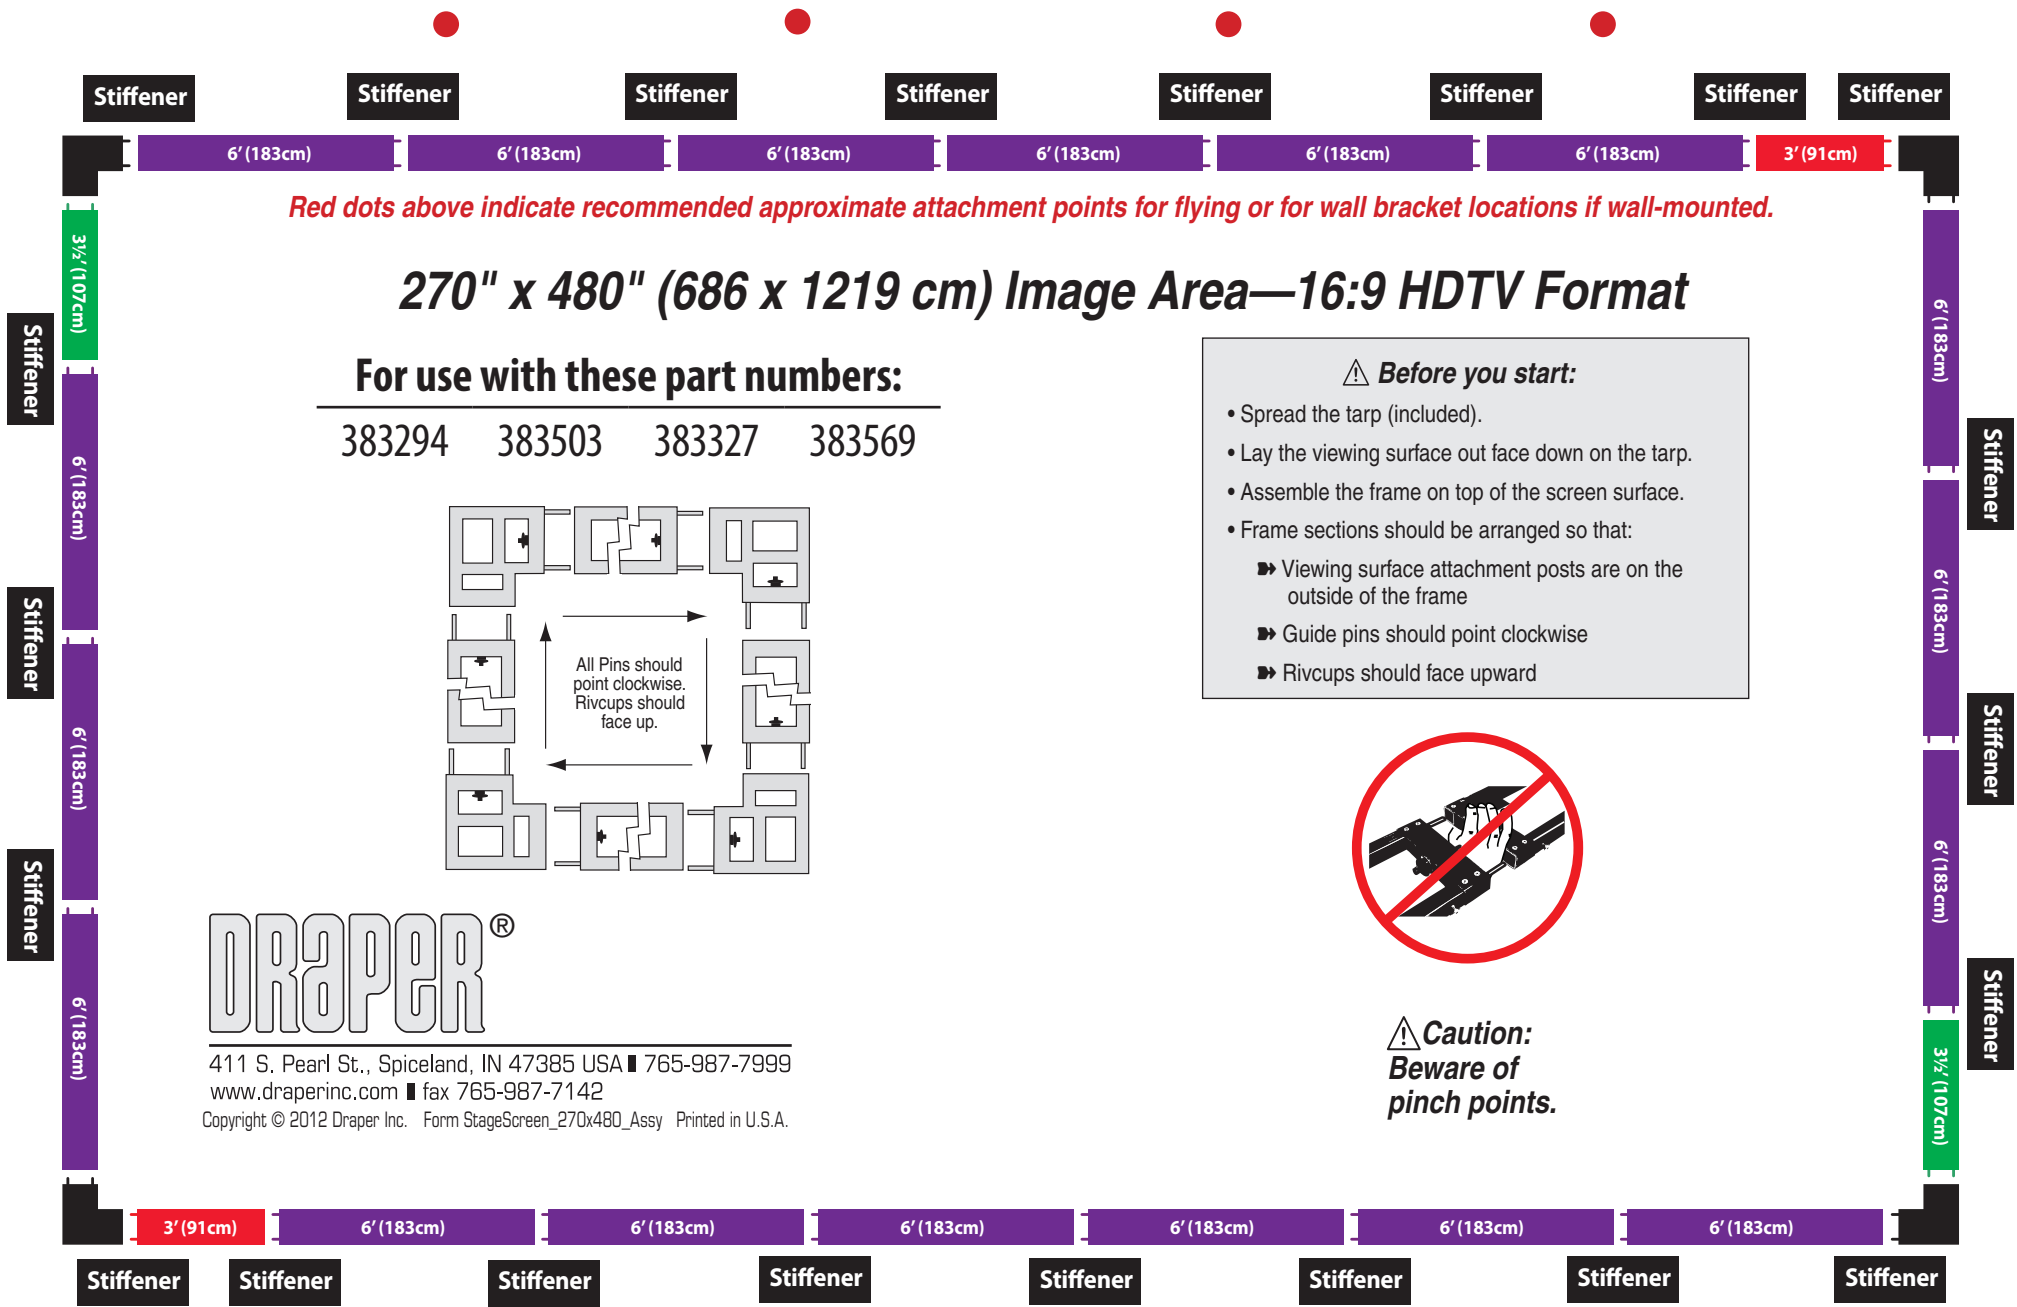 Stiffener Stiffener Stiffener Stiffener Stiffener Stiffener Stiffener Stiffener
6’ (183cm) 6’ (183cm) 6’ (183cm) 6’ (183cm) 6’ (183cm) 6’ (183cm) 3’ (91cm)
Red dots above indicate recommended approximate attachment points for flying or for wall bracket locations if wall-mounted.
270" x 480" (686 x 1219 cm) Image Area—16:9 HDTV Format
For use with these part numbers:
383294 383503 383327 383569
All Pins should
point clockwise.
Rivcups should
face up.
⚠ Before you start:
• Spread the tarp (included).
• Lay the viewing surface out face down on the tarp.
• Assemble the frame on top of the screen surface.
• Frame sections should be arranged so that:
➽ Viewing surface attachment posts are on the
outside of the frame
➽ Guide pins should point clockwise
➽ Rivcups should face upward
⚠ Caution:
Beware of
pinch points.
DRAPER®
411 S. Pearl St., Spiceland, IN 47385 USA ▮ 765-987-7999
www.draperinc.com ▮ fax 765-987-7142
Copyright © 2012 Draper Inc. Form StageScreen_270x480_Assy Printed in U.S.A.
3½’ (107cm)
6’ (183cm)
6’ (183cm)
6’ (183cm)
Stiffener
Stiffener
Stiffener
6’ (183cm)
6’ (183cm)
6’ (183cm)
3½’ (107cm)
Stiffener
Stiffener
Stiffener
3’ (91cm) 6’ (183cm) 6’ (183cm) 6’ (183cm) 6’ (183cm) 6’ (183cm) 6’ (183cm)
Stiffener Stiffener Stiffener Stiffener Stiffener Stiffener Stiffener Stiffener